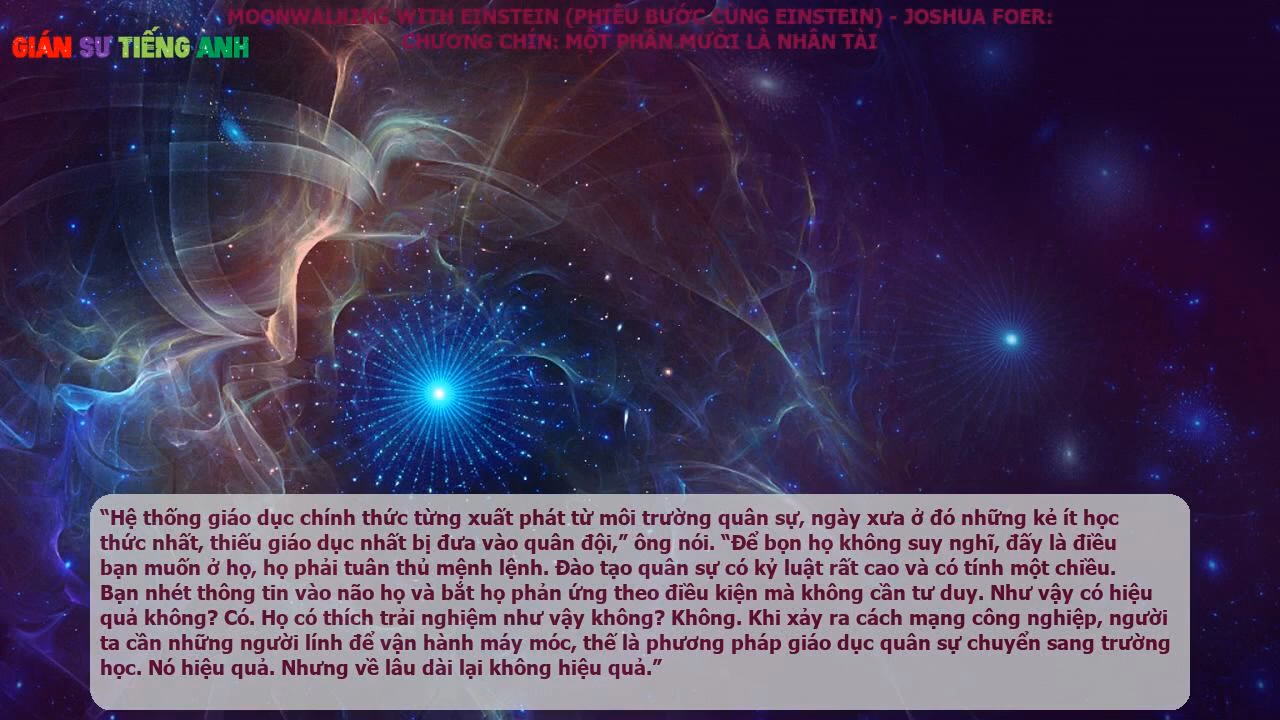 MOONWALKING WITH EINSTEIN (PHIÊU BƯỚC CÙNG EINSTEIN) - JOSHUA FOER:
CHƯƠNG CHÍN: MỘT PHẦN MƯỜI LÀ NHÂN TÀI
GIÁN SƯ TIẾNG ANH
“Hệ thống giáo dục chính thức từng xuất phát từ môi trường quân sự, ngày xưa ở đó những kẻ ít học
thức nhất, thiếu giáo dục nhất bị đưa vào quân đội,” ông nói. “Để bọn họ không suy nghĩ, đấy là điều
bạn muốn ở họ, họ phải tuân thủ mệnh lệnh. Đào tạo quân sự có kỷ luật rất cao và có tính một chiều.
Bạn nhét thông tin vào não họ và bắt họ phản ứng theo điều kiện mà không cần tư duy. Như vậy có hiệu
quả không? Có. Họ có thích trải nghiệm như vậy không? Không. Khi xảy ra cách mạng công nghiệp, người
ta cần những người lính để vận hành máy móc, thế là phương pháp giáo dục quân sự chuyển sang trường
học. Nó hiệu quả. Nhưng về lâu dài lại không hiệu quả.”